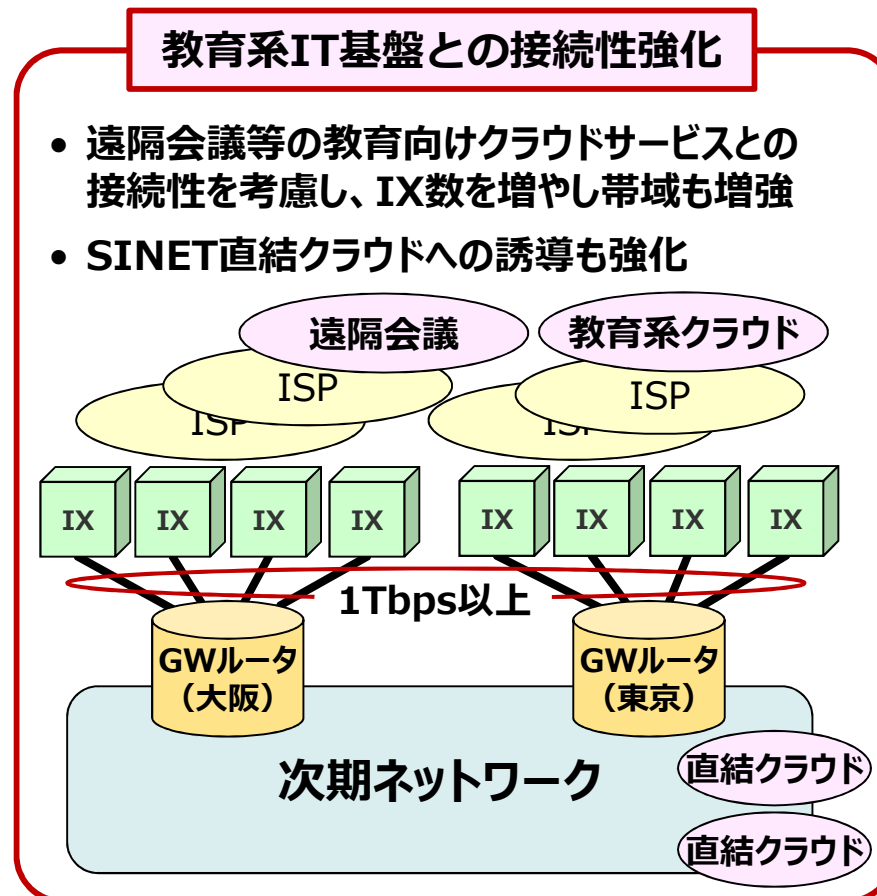 教育系IT基盤との接続性強化
• 遠隔会議等の教育向けクラウドサービスとの
接続性を考慮し、IX数を増やし帯域も増強
• SINET直結クラウドへの誘導も強化
遠隔会議
教育系クラウド
ISP
ISP
ISP
ISP
IX
IX
IX
IX
IX
IX
IX
IX
1Tbps以上
GWルータ
（大阪）
GWルータ
（東京）
次期ネットワーク
直結クラウド
直結クラウド